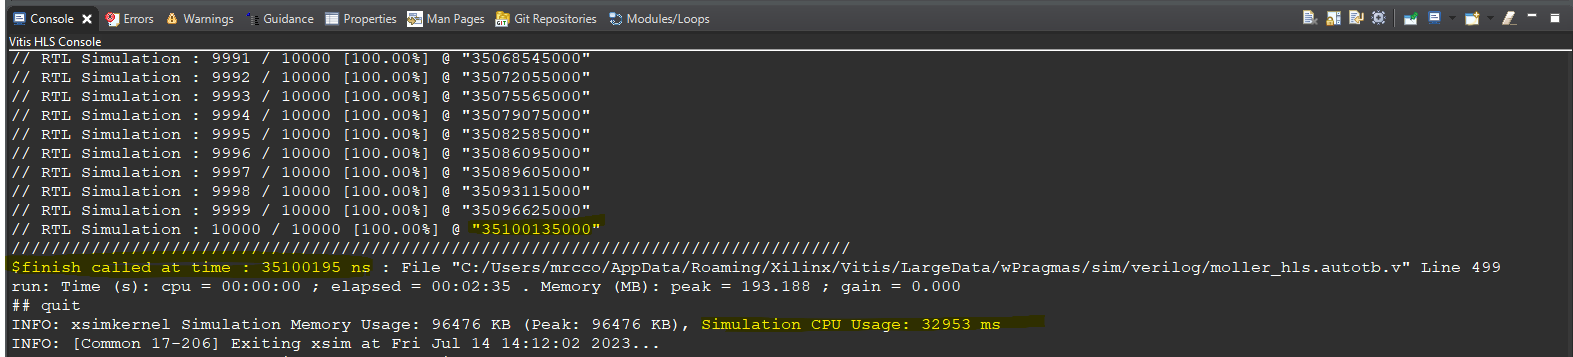 Console Errors Warnings Guidance Properties Man Pages Git Repositories Modules/Loops
Vitis HLS Console
// RTL Simulation : 9991 / 10000 [100.00%] @ "35068545000"
// RTL Simulation : 9992 / 10000 [100.00%] @ "35072055000"
// RTL Simulation : 9993 / 10000 [100.00%] @ "35075565000"
// RTL Simulation : 9994 / 10000 [100.00%] @ "35079075000"
// RTL Simulation : 9995 / 10000 [100.00%] @ "35082585000"
// RTL Simulation : 9996 / 10000 [100.00%] @ "35086095000"
// RTL Simulation : 9997 / 10000 [100.00%] @ "35089605000"
// RTL Simulation : 9998 / 10000 [100.00%] @ "35093115000"
// RTL Simulation : 9999 / 10000 [100.00%] @ "35096625000"
// RTL Simulation : 10000 / 10000 [100.00%] @ "35100135000"
////////////////////////////////////////////////////////////////////////////////////
$finish called at time : 35100195 ns : File "C:/Users/mrcco/AppData/Roaming/Xilinx/Vitis/LargeData/wPragmas/sim/verilog/moller_hls.autotb.v" Line 499
run: Time (s): cpu = 00:00:00 ; elapsed = 00:02:35 . Memory (MB): peak = 193.188 ; gain = 0.000
## quit
INFO: xsimkernel Simulation Memory Usage: 96476 KB (Peak: 96476 KB), Simulation CPU Usage: 32953 ms
INFO: [Common 17-206] Exiting xsim at Fri Jul 14 14:12:02 2023...